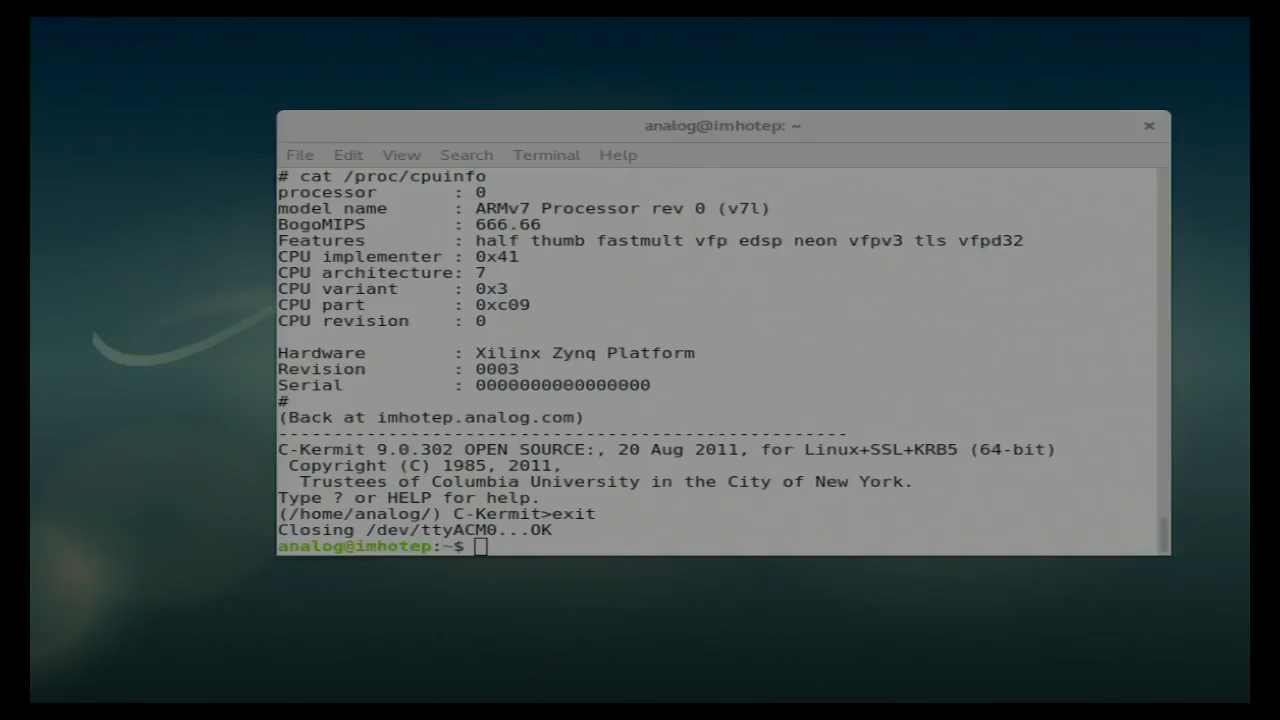 analog@imhotep: ~ ×
File Edit View Search Terminal Help
# cat /proc/cpuinfo
processor : 0
model name : ARMv7 Processor rev 0 (v7l)
BogoMIPS : 666.66
Features : half thumb fastmult vfp edsp neon vfpv3 tls vfpd32
CPU implementer : 0x41
CPU architecture: 7
CPU variant : 0x3
CPU part : 0xc09
CPU revision : 0
Hardware : Xilinx Zynq Platform
Revision : 0003
Serial : 0000000000000000
#
(Back at imhotep.analog.com)
----------------------------------------------------
C-Kermit 9.0.302 OPEN SOURCE:, 20 Aug 2011, for Linux+SSL+KRB5 (64-bit)
Copyright (C) 1985, 2011,
Trustees of Columbia University in the City of New York.
Type ? or HELP for help.
(/home/analog/) C-Kermit>exit
Closing /dev/ttyACM0...OK
analog@imhotep:~$